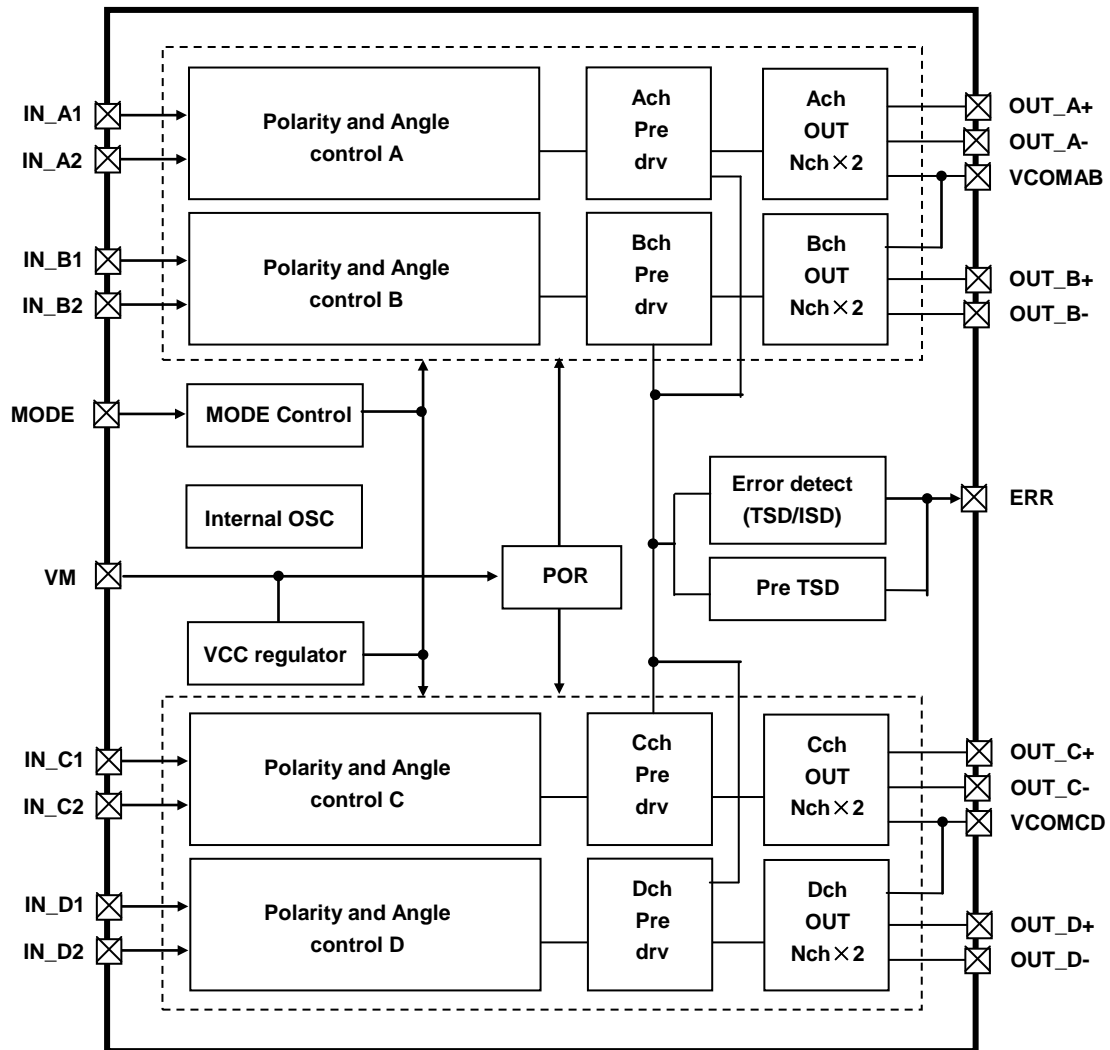 IN_A1
IN_A2
Polarity and Angle
control A
Ach
Pre
drv
Ach
OUT
Nch×2
OUT_A+
OUT_A-
VCOMAB
IN_B1
IN_B2
Polarity and Angle
control B
Bch
Pre
drv
Bch
OUT
Nch×2
OUT_B+
OUT_B-
MODE
MODE Control
Internal OSC
Error detect
(TSD/ISD)
ERR
VM
POR
Pre TSD
VCC regulator
IN_C1
IN_C2
Polarity and Angle
control C
Cch
Pre
drv
Cch
OUT
Nch×2
OUT_C+
OUT_C-
VCOMCD
IN_D1
IN_D2
Polarity and Angle
control D
Dch
Pre
drv
Dch
OUT
Nch×2
OUT_D+
OUT_D-